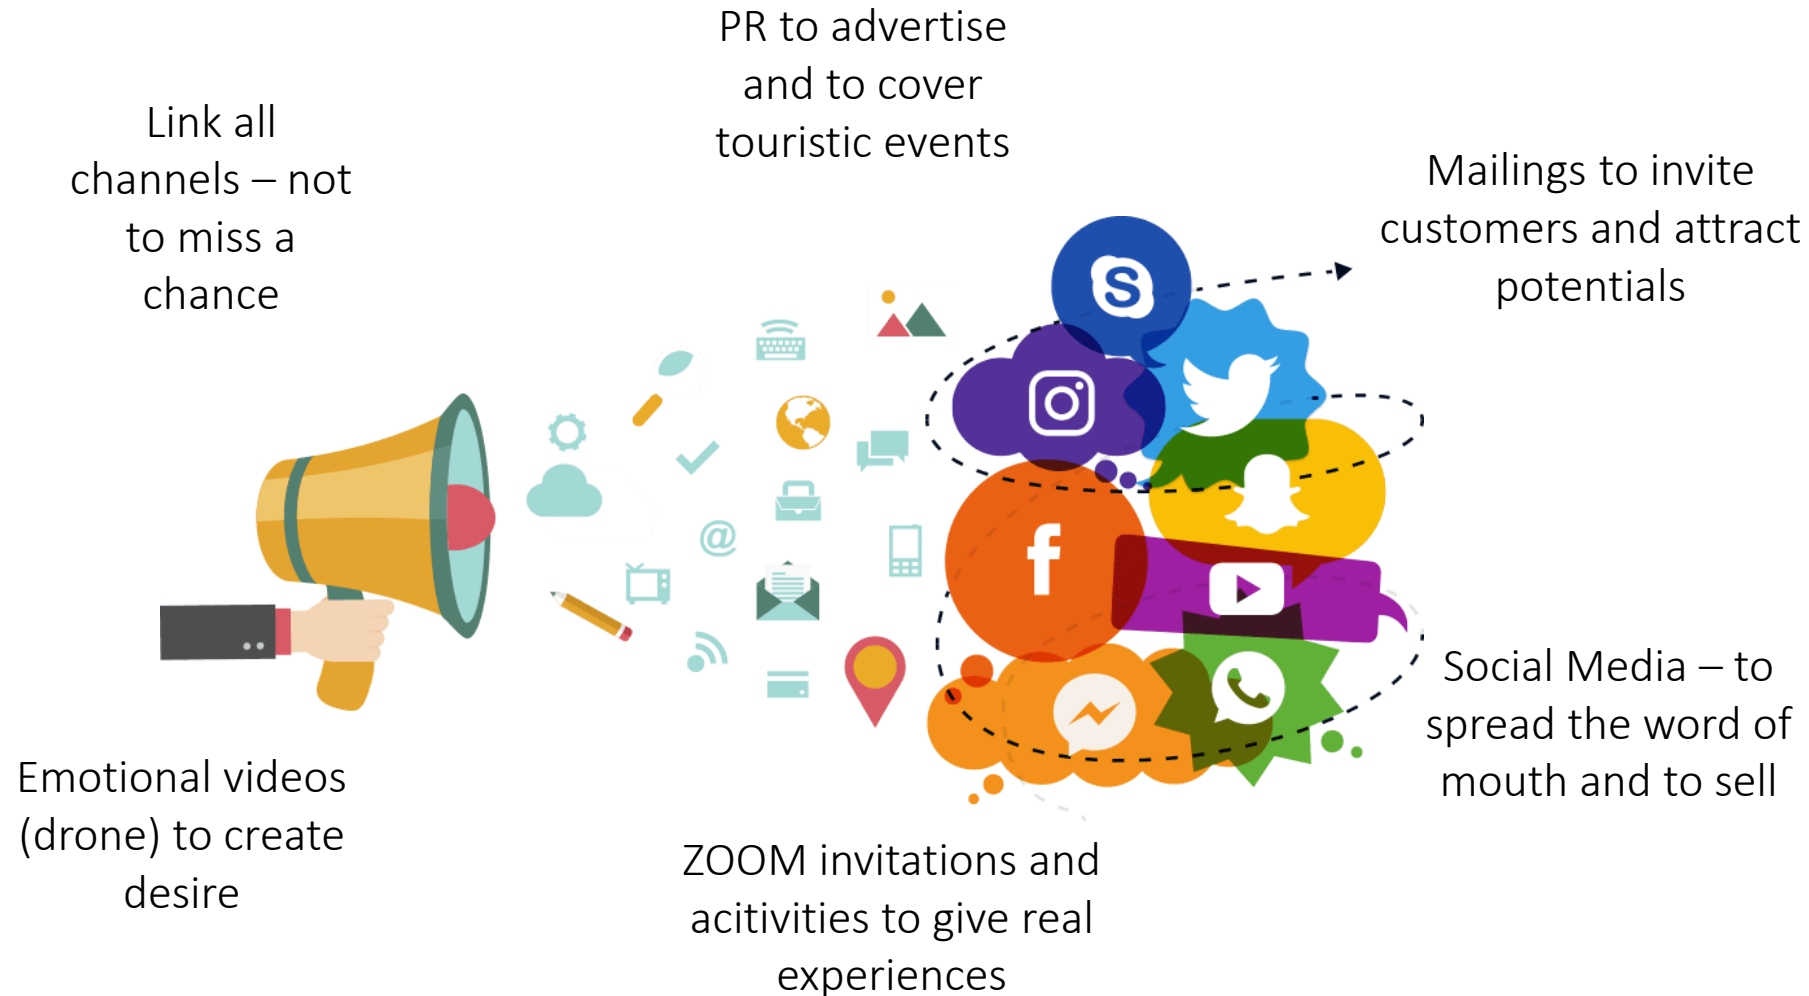 PR to advertise
and to cover
touristic events
Link all
channels – not
to miss a
chance
Mailings to invite
customers and attract
potentials
S
f
@
Social Media – to
spread the word of
mouth and to sell
Emotional videos
(drone) to create
desire
ZOOM invitations and
acitivities to give real
experiences